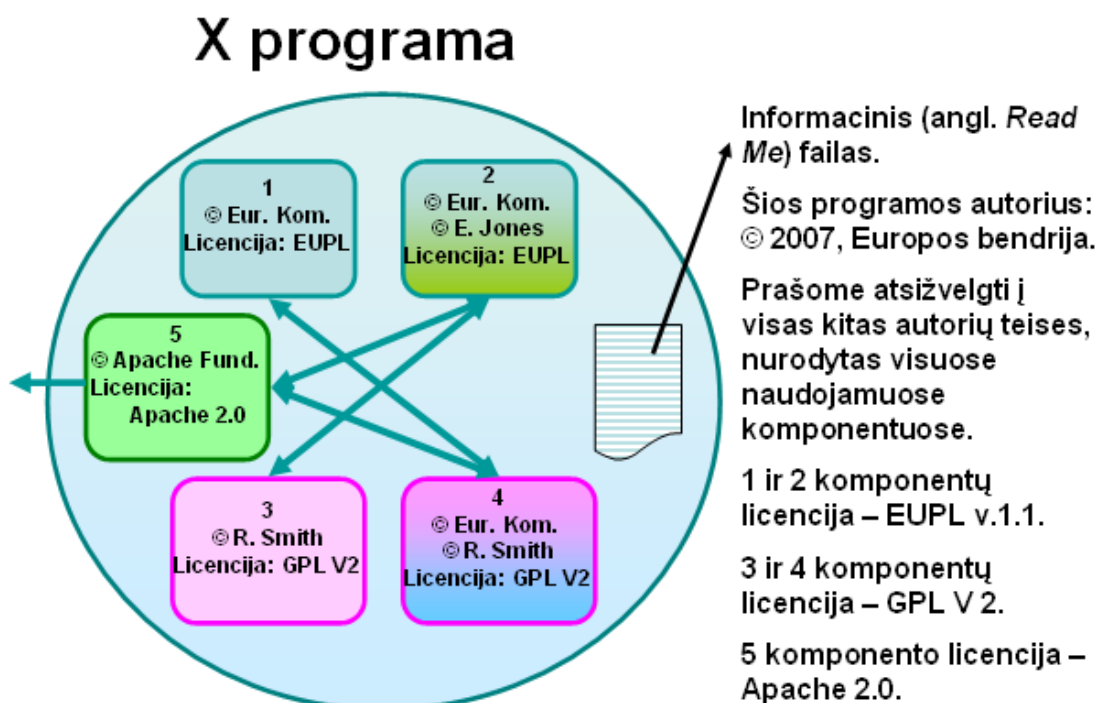 X programa
1
© Eur. Kom.
Licencija: EUPL
2
© Eur. Kom.
© E. Jones
Licencija: EUPL
5
© Apache Fund.
Licencija:
Apache 2.0
3
© R. Smith
Licencija: GPL V2
4
© Eur. Kom.
© R. Smith
Licencija: GPL V2
Informacinis (angl. Read
Me) failas.
Šios programos autorius:
© 2007, Europos bendrija.
Prašome atsižvelgti į
visas kitas autorių teises,
nurodytas visuose
naudojamuose
komponentuose.
1 ir 2 komponentų
licencija – EUPL v.1.1.
3 ir 4 komponentų
licencija – GPL V 2.
5 komponento licencija –
Apache 2.0.